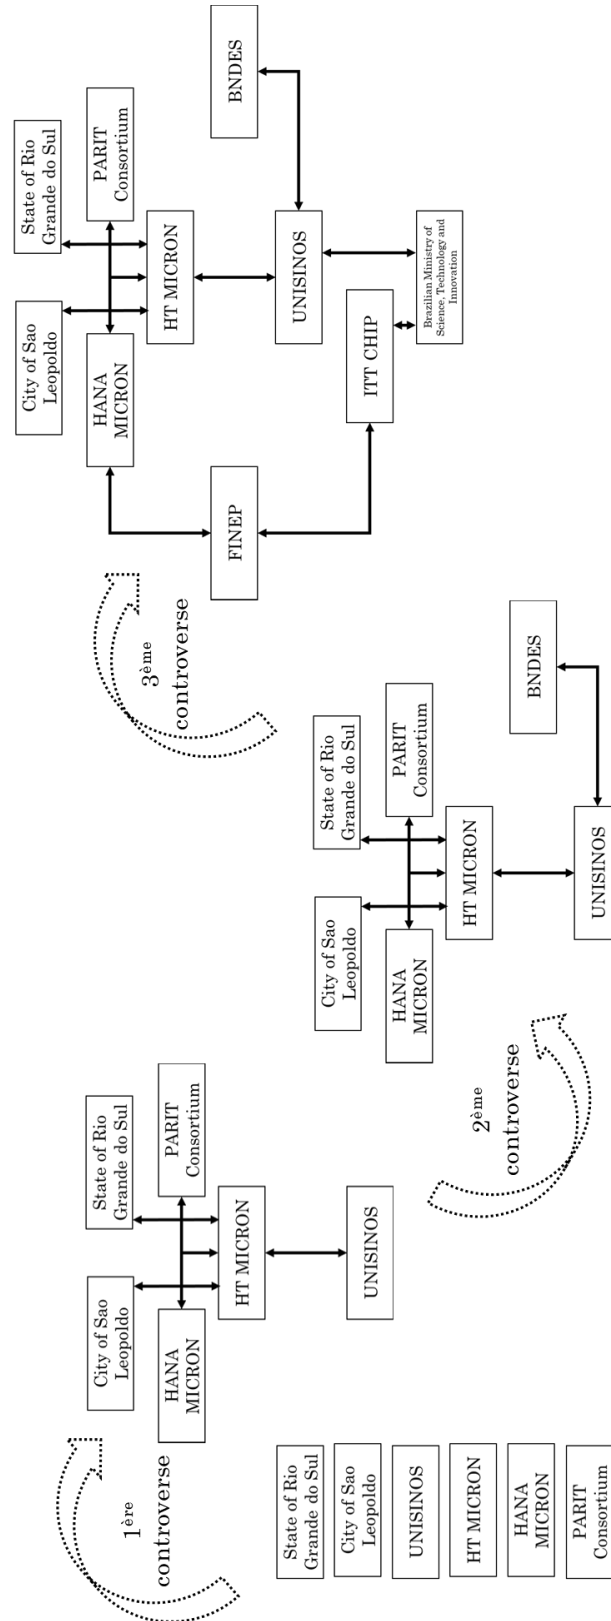 State of Rio
Grande do Sul
City of Sao
Leopoldo
UNISINOS
HT MICRON
HANA
MICRON
PARIT
Consortium
1ère
controverse
City of Sao
Leopoldo
State of Rio
Grande do Sul
HANA
MICRON
PARIT
Consortium
HT MICRON
UNISINOS
2ème
controverse
City of Sao
Leopoldo
State of Rio
Grande do Sul
HANA
MICRON
PARIT
Consortium
HT MICRON
BNDES
UNISINOS
3ème
controverse
City of Sao
Leopoldo
State of Rio
Grande do Sul
HANA
MICRON
PARIT
Consortium
HT MICRON
FINEP
BNDES
UNISINOS
ITT CHIP
Brazilian Ministry of
Science, Technology and
Innovation